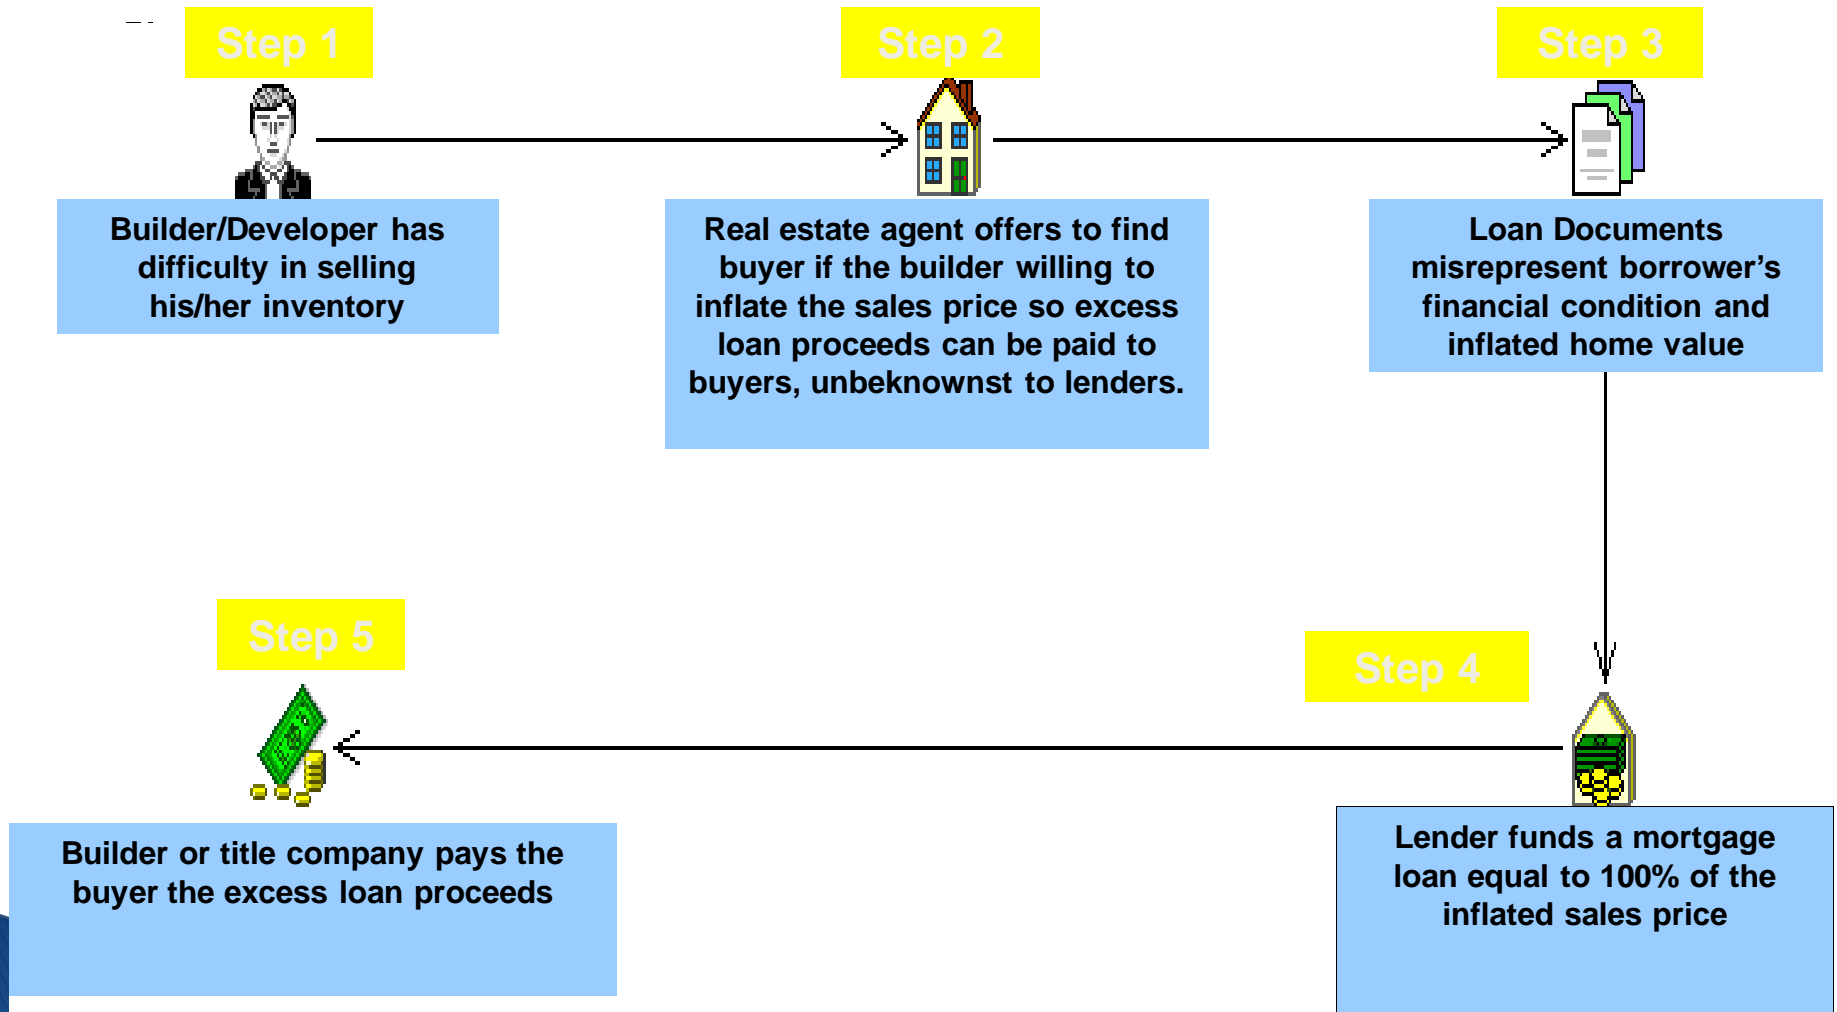 Step 1
Step 2
Step 3
Builder/Developer has
difficulty in selling
his/her inventory
Real estate agent offers to find
buyer if the builder willing to
inflate the sales price so excess
loan proceeds can be paid to
buyers, unbeknownst to lenders.
Loan Documents
misrepresent borrower’s
financial condition and
inflated home value
Step 4
Lender funds a mortgage
loan equal to 100% of the
inflated sales price
Step 5
Builder or title company pays the
buyer the excess loan proceeds